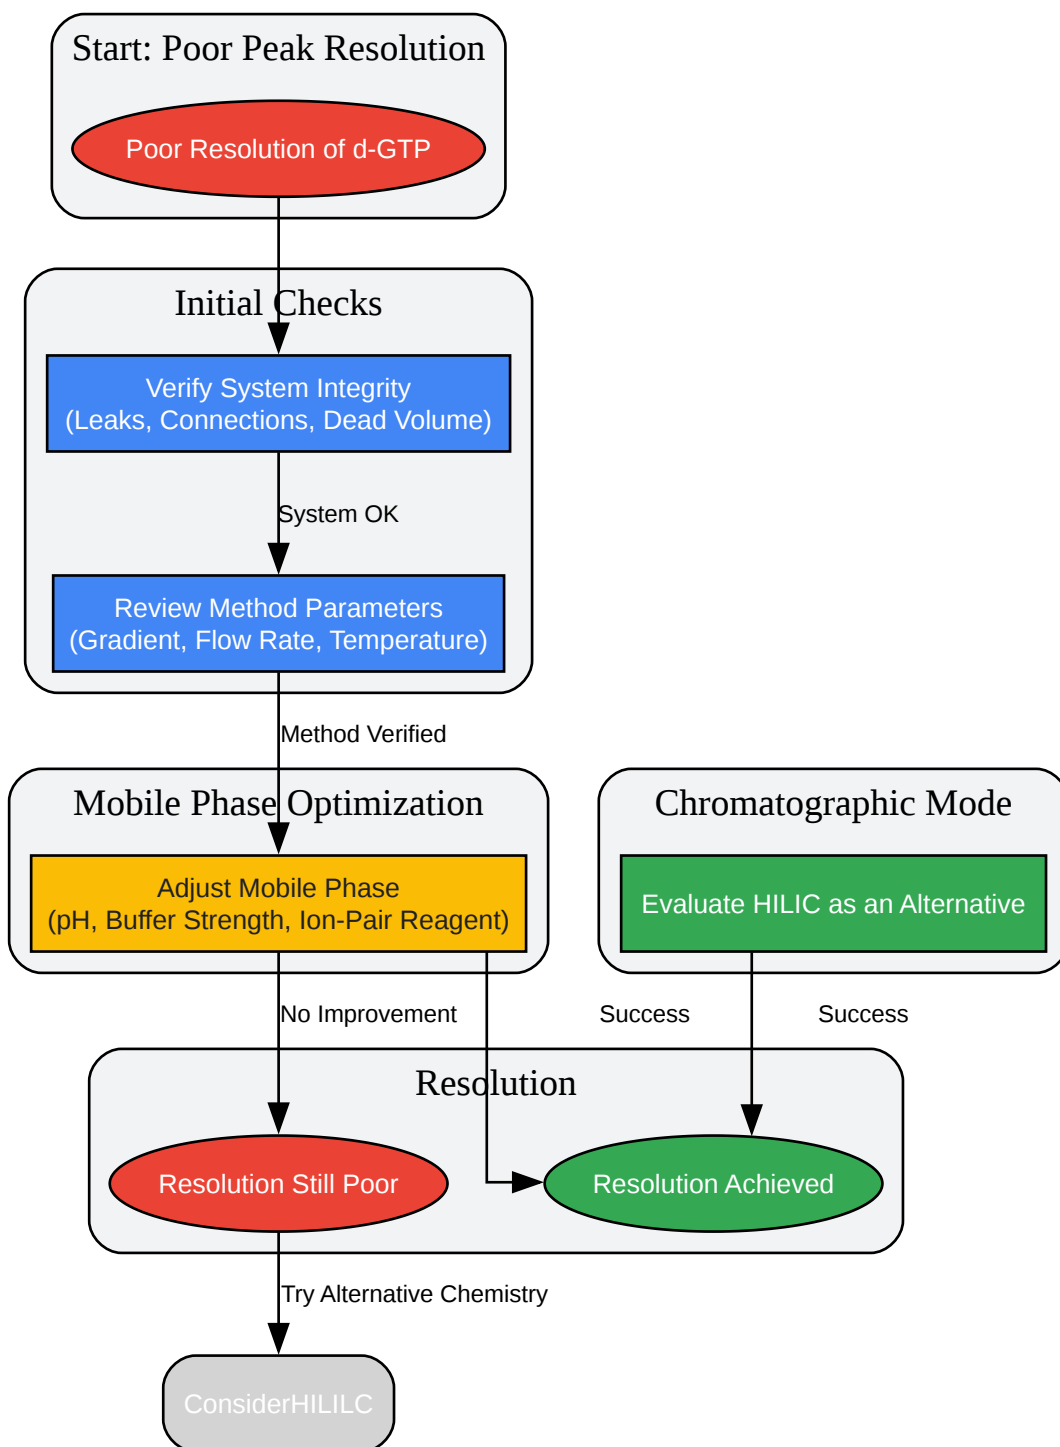 Start: Poor Peak Resolution
Poor Resolution of d-GTP
Initial Checks
Verify System Integrity
(Leaks, Connections, Dead Volume)
System OK
Review Method Parameters
(Gradient, Flow Rate, Temperature)
Method Verified
Mobile Phase Optimization
Adjust Mobile Phase
(pH, Buffer Strength, Ion-Pair Reagent)
Chromatographic Mode
Evaluate HILIC as an Alternative
No Improvement
Success
Success
Resolution
Resolution Still Poor
Resolution Achieved
Try Alternative Chemistry
ConsiderHILILC